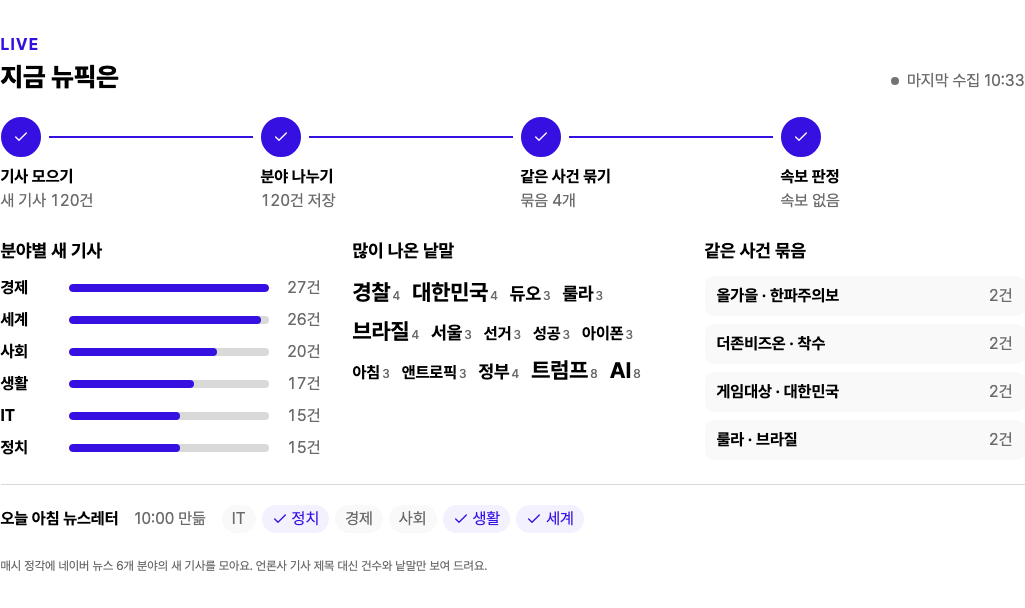 LIVE
지금 뉴픽은
마지막 수집 10:33
기사 모으기
새 기사 120건
분야 나누기
120건 저장
같은 사건 묶기
묶음 4개
속보 판정
속보 없음
분야별 새 기사
경제 27건
세계 26건
사회 20건
생활 17건
IT 15건
정치 15건
많이 나온 낱말
경찰 4 대한민국 4 듀오 3 룰라 3
브라질 4 서울 3 선거 3 성공 3 아이폰 3
아침 3 앤트로픽 3 정부 4 트럼프 8 AI 8
같은 사건 묶음
올가을 · 한파주의보 2건
더존비즈온 · 착수 2건
게임대상 · 대한민국 2건
룰라 · 브라질 2건
오늘 아침 뉴스레터 10:00 만듦 IT 정치 경제 사회 생활 세계
매시 정각에 네이버 뉴스 6개 분야의 새 기사를 모아요. 언론사 기사 제목 대신 건수와 낱말만 보여 드려요.